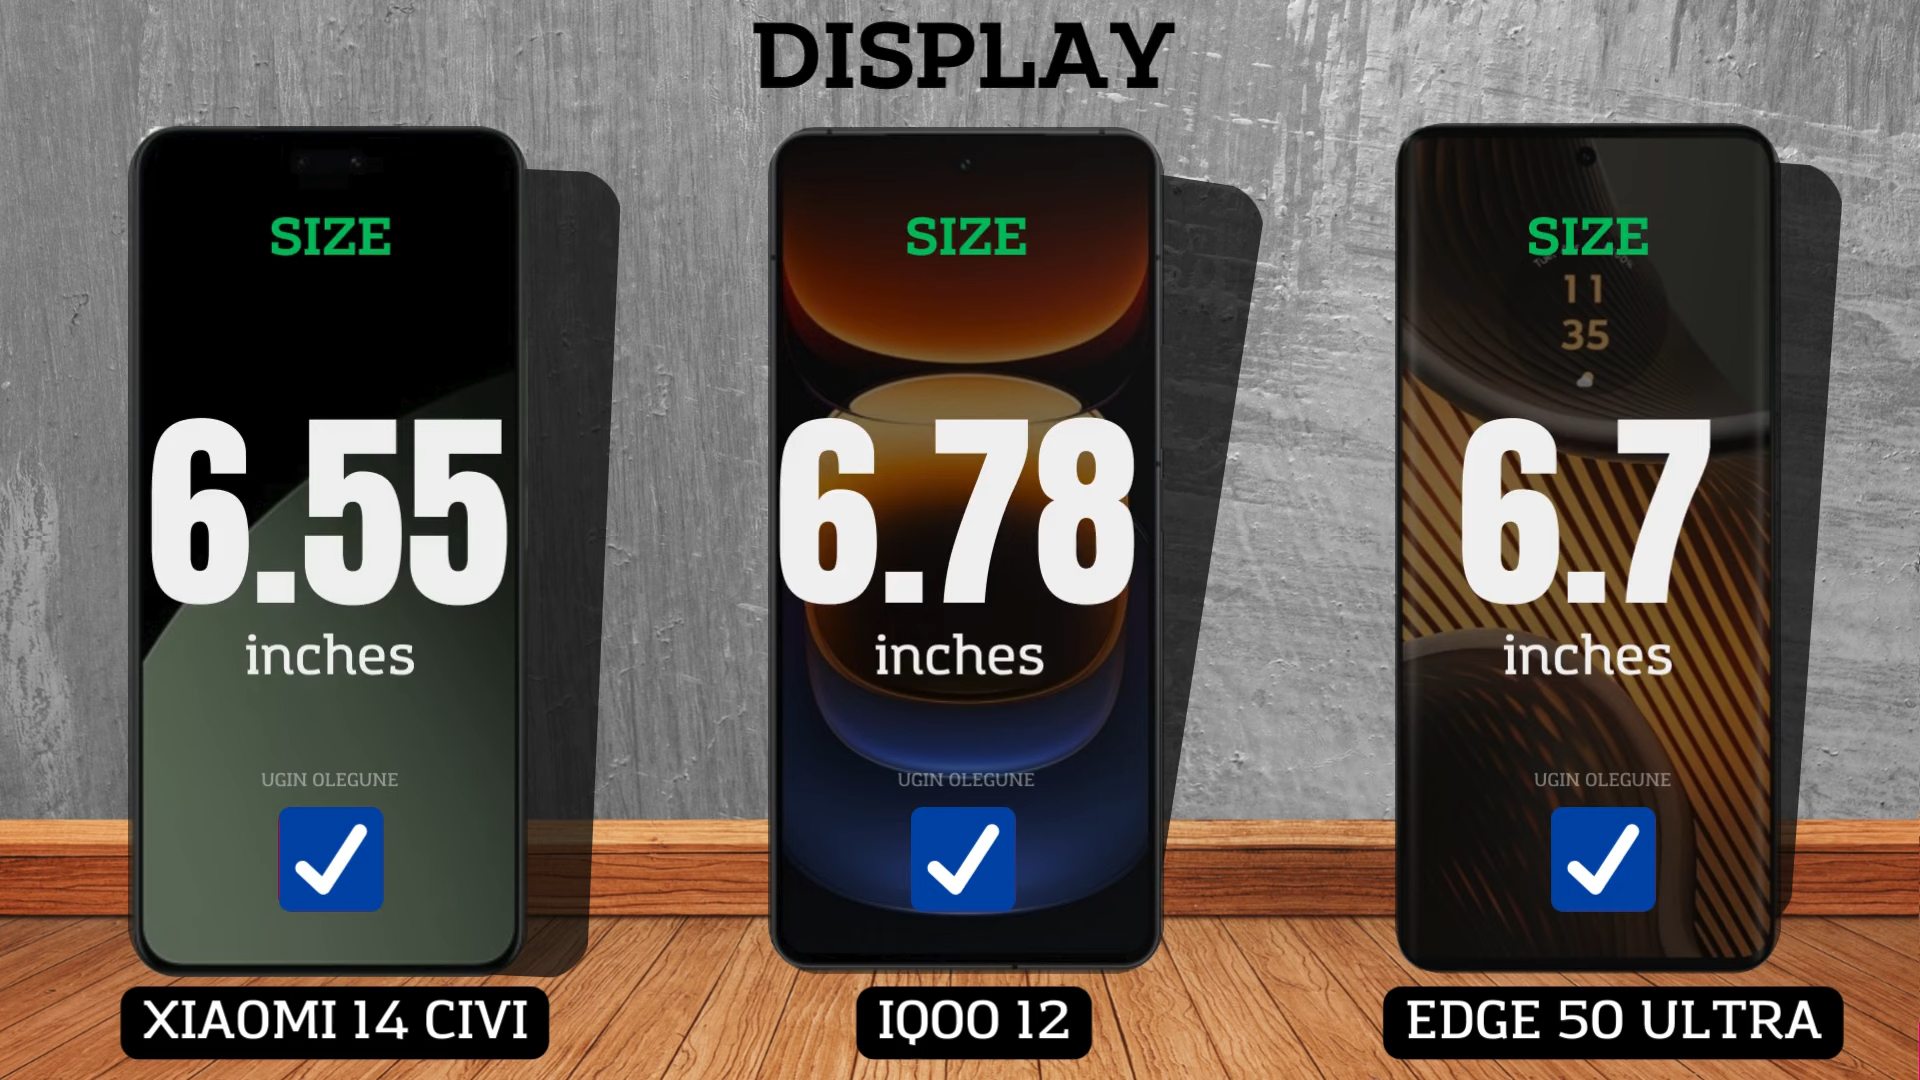 DISPLAY
SIZE
6.55
inches
UGIN OLEGUNE
XIAOMI 14 CIVI
SIZE
6.78
inches
UGIN OLEGUNE
IQOO 12
SIZE
11
35
6.7
inches
UGIN OLEGUNE
EDGE 50 ULTRA